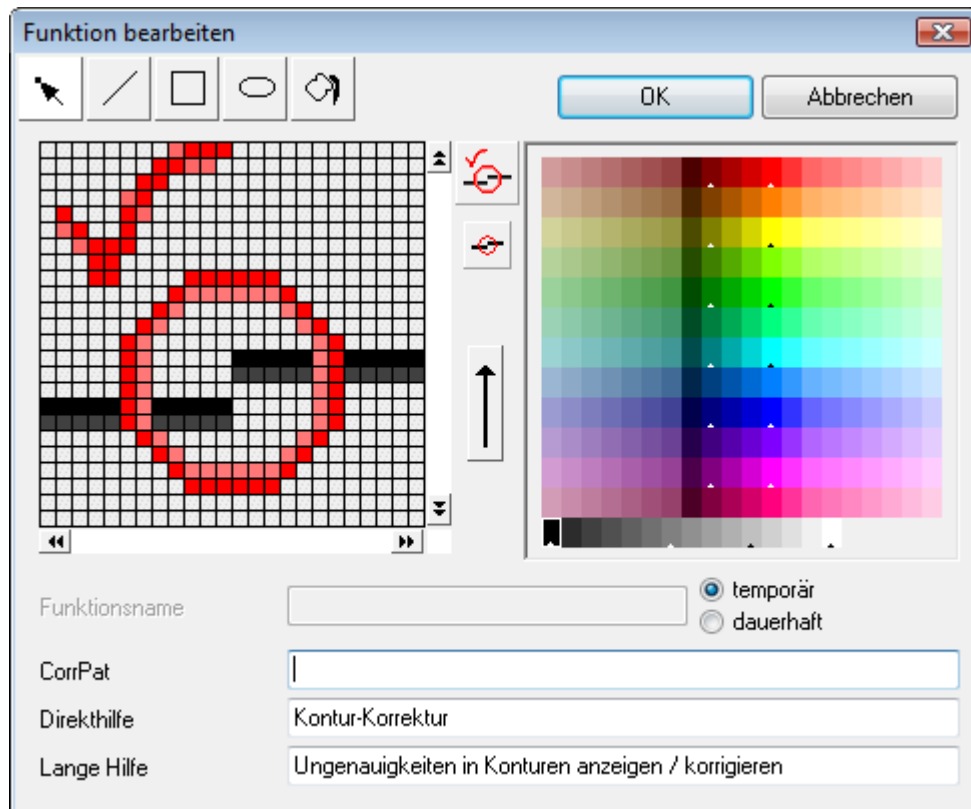 Funktion bearbeiten
OK
Abbrechen
Funktionsname
temporär
dauerhaft
CorrPat
Direkthilfe
Kontur-Korrektur
Lange Hilfe
Ungenauigkeiten in Konturen anzeigen / korrigieren